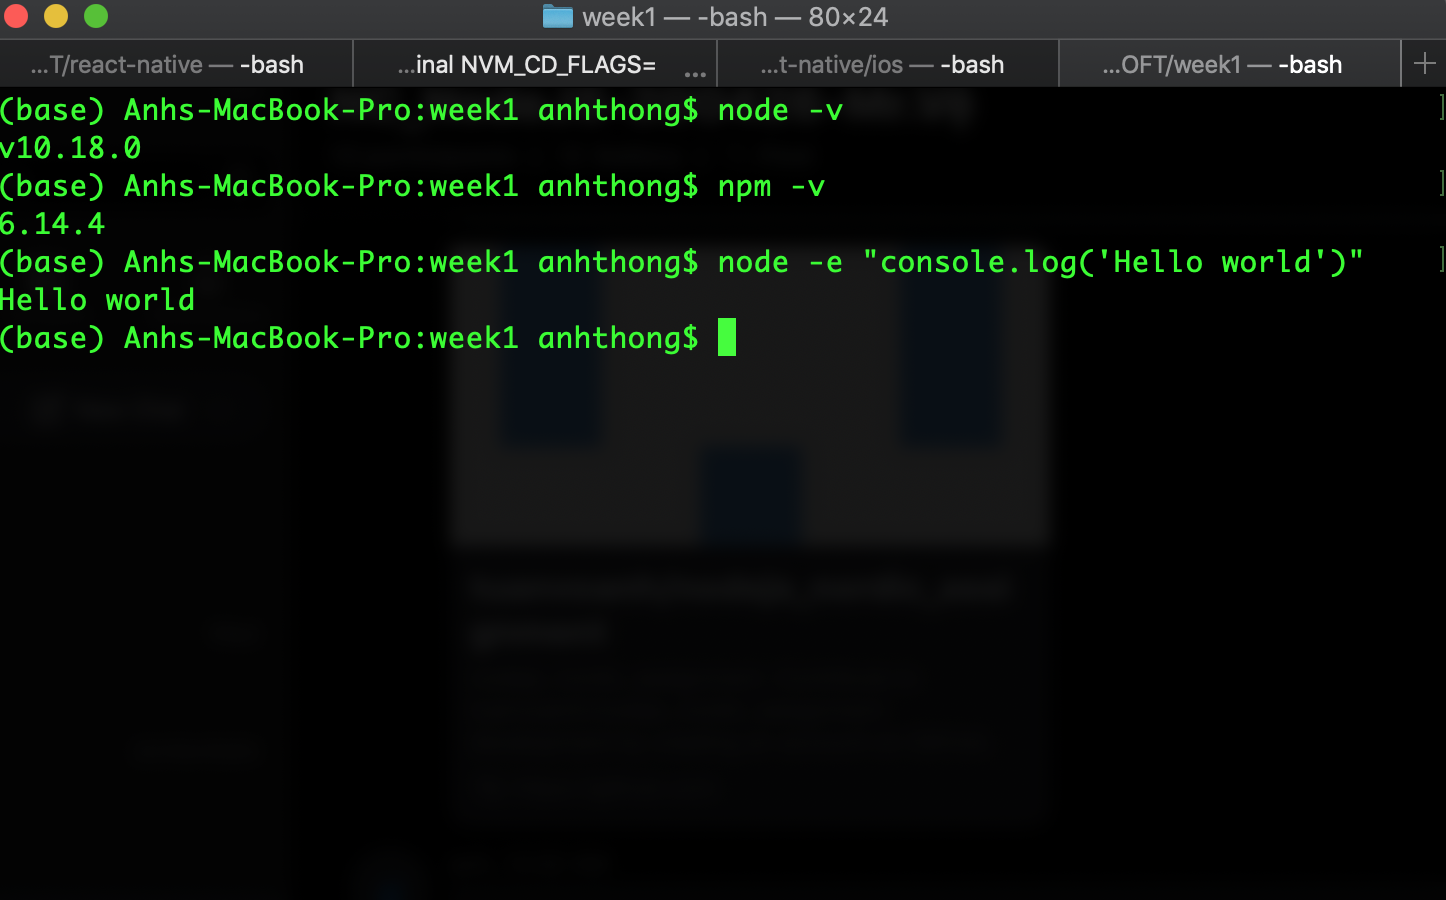 week1 — -bash — 80×24
...T/react-native — -bash
...inal NVM_CD_FLAGS= ...
...t-native/ios — -bash
...OFT/week1 — -bash
(base) Anhs-MacBook-Pro:week1 anhthong$ node -v
v10.18.0
(base) Anhs-MacBook-Pro:week1 anhthong$ npm -v
6.14.4
(base) Anhs-MacBook-Pro:week1 anhthong$ node -e "console.log('Hello world')"
Hello world
(base) Anhs-MacBook-Pro:week1 anhthong$